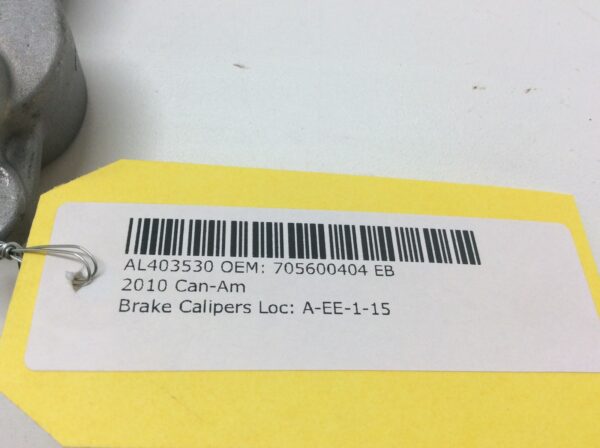 AL403530 OEM: 705600404 EB
2010 Can-Am
Brake Calipers Loc: A-EE-1-15